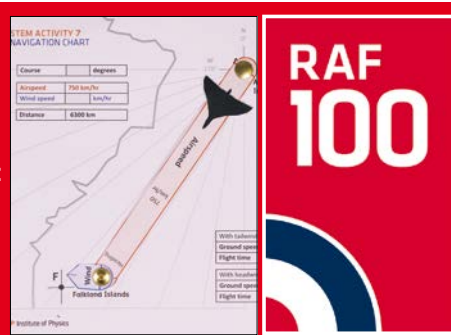 STEM ACTIVITY 7
NAVIGATION CHART
N
0°
Course degrees
Airspeed 750 km/hr
Wind speed km/hr
Distance 6300 km
Airspeed
750
km/hr
With tailwind
Ground speed
Flight time
With headwind
Ground speed
Flight time
Wind
F
Falkland Islands
Institute of Physics
RAF
100